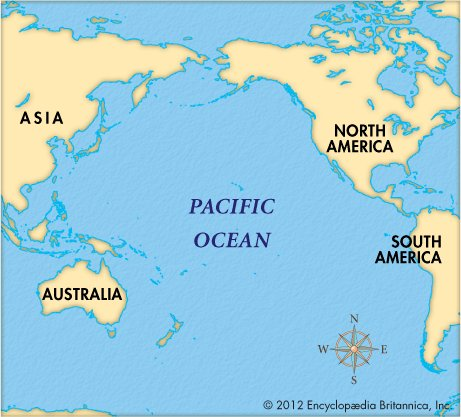 ASIA
NORTH
AMERICA
PACIFIC
OCEAN
SOUTH
AMERICA
AUSTRALIA
N
W E
S
© 2012 Encyclopædia Britannica, Inc.